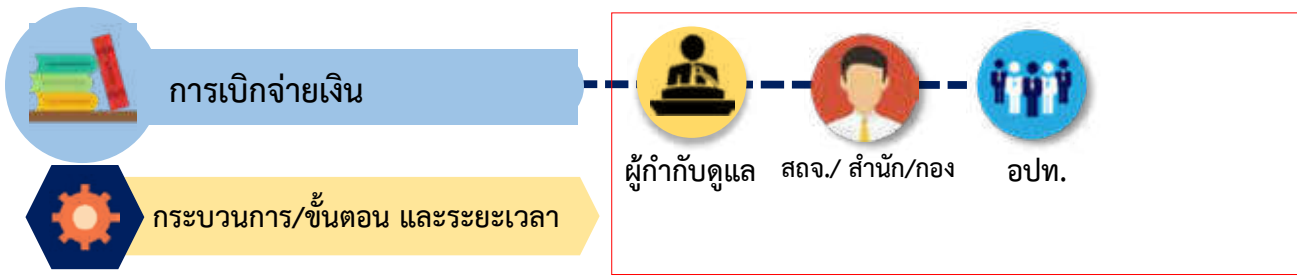 การเบิกจ่ายเงิน
ผู้กำกับดูแล สถจ./ สำนัก/กอง อปท.
กระบวนการ/ขั้นตอน และระยะเวลา